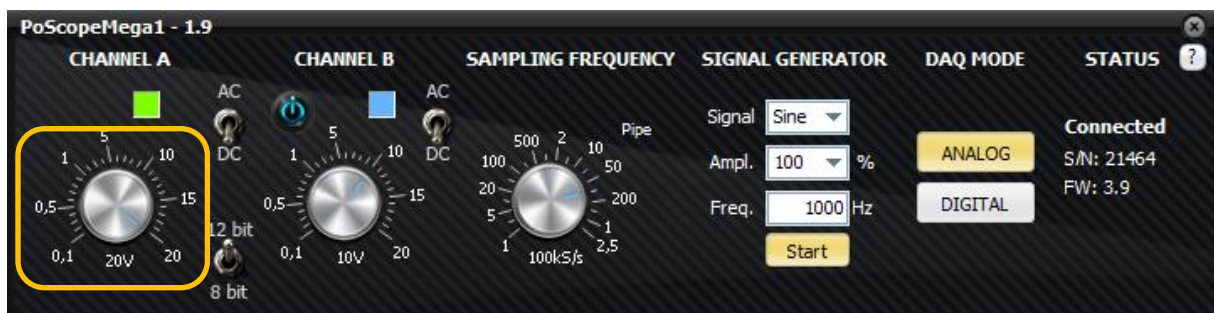 PoScopeMega1 - 1.9
CHANNEL A
CHANNEL B
SAMPLING FREQUENCY
SIGNAL GENERATOR
DAQ MODE
STATUS
?
AC
DC
12 bit
8 bit
0,1
0,5
1
5
10
15
20
20V
AC
DC
0,1
0,5
1
5
10
15
20
10V
1
5
20
100
500
2
10
50
200
1
2,5
Pipe
100kS/s
Signal Sine
Ampl. 100 %
Freq. 1000 Hz
Start
ANALOG
DIGITAL
Connected
S/N: 21464
FW: 3.9